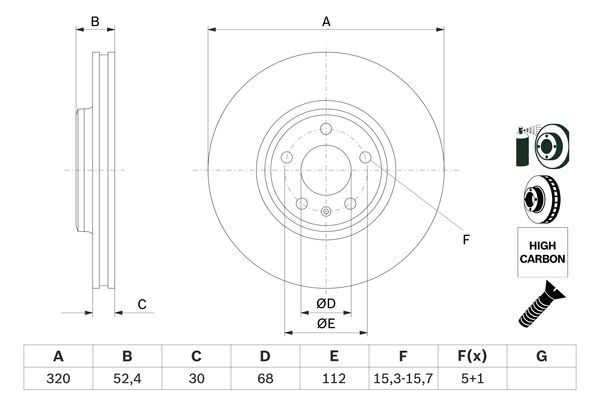 B
A
F
C
ØD
ØE
HIGH
CARBON
A B C D E F F(x) G
320 52,4 30 68 112 15,3-15,7 5+1